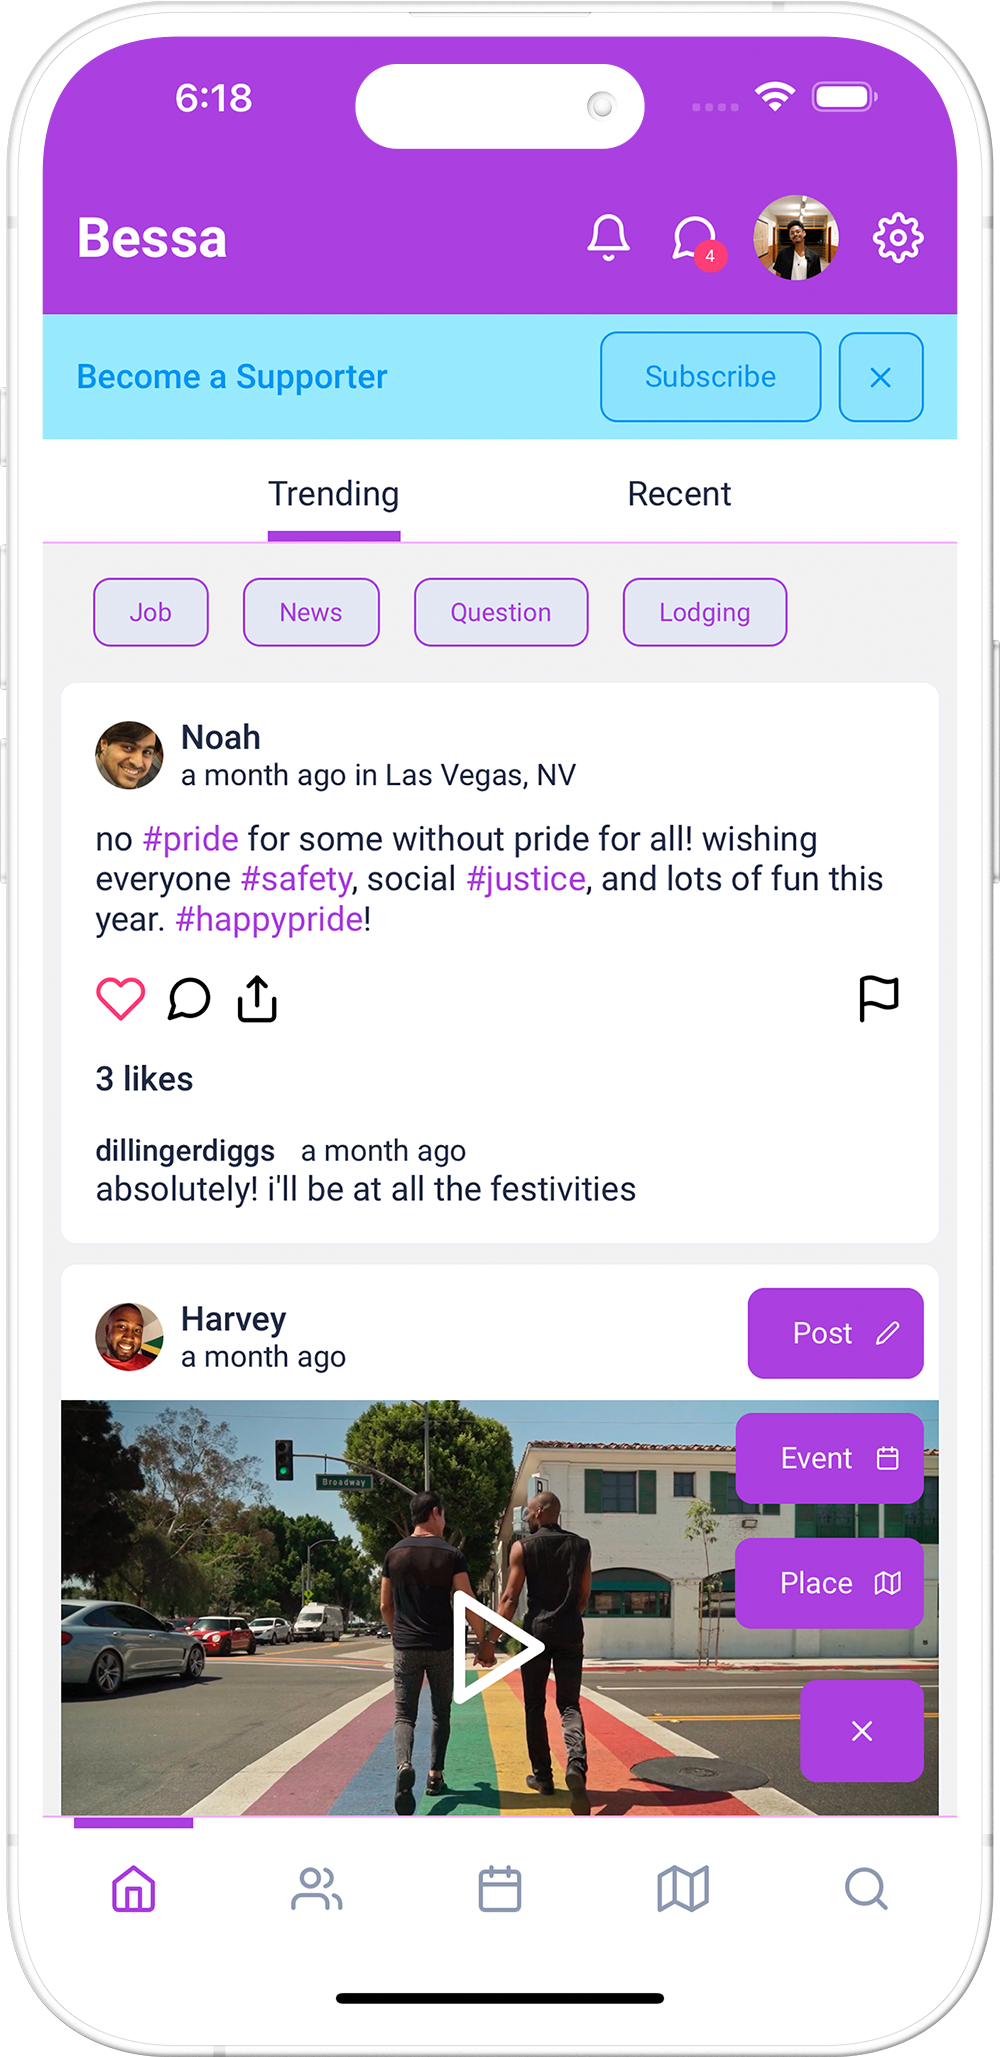 6:18
Bessa
4
Become a Supporter
Subscribe
Trending
Recent
Job
News
Question
Lodging
Noah
a month ago in Las Vegas, NV
no #pride for some without pride for all! wishing
everyone #safety, social #justice, and lots of fun this
year. #happypride!
3 likes
dillingerdiggs a month ago
absolutely! i'll be at all the festivities
Harvey
a month ago
Post
Event
Broadway
Place